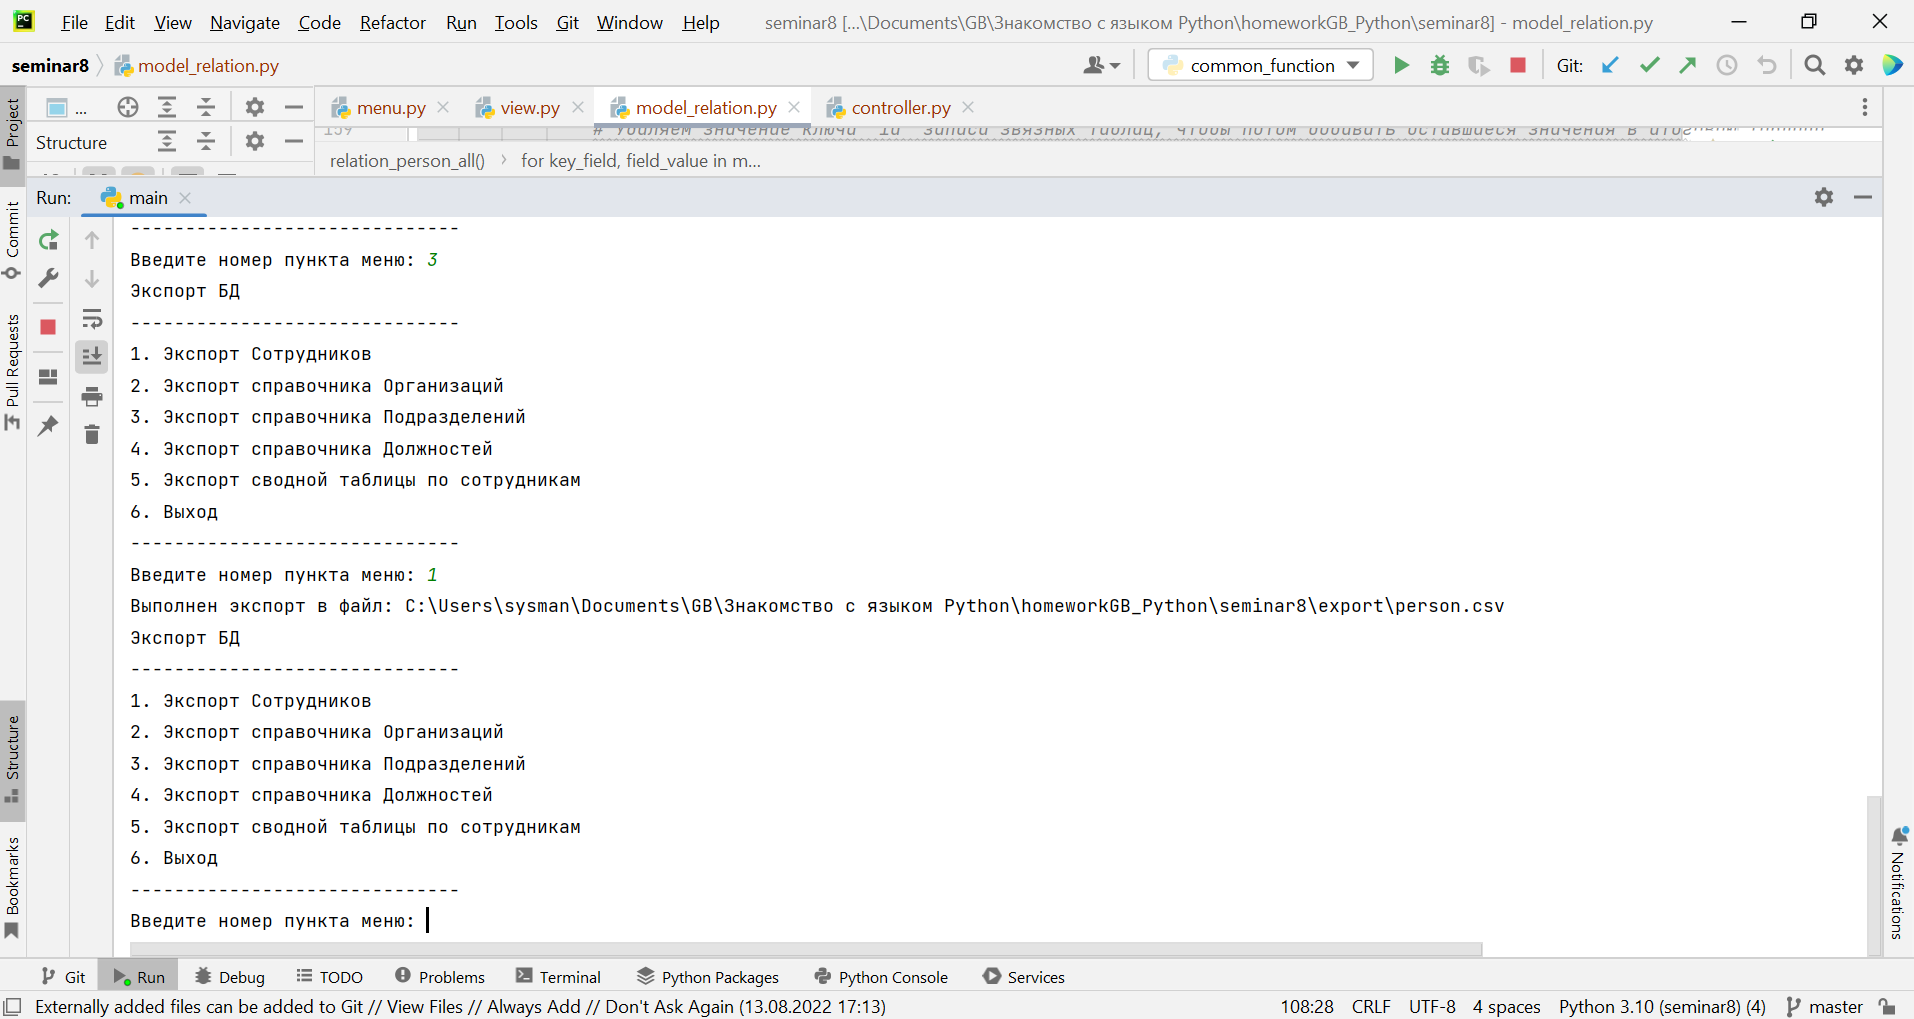 PC File Edit View Navigate Code Refactor Run Tools Git Window Help seminar8 [...\Documents\GB\Знакомство с языком Python\homeworkGB_Python\seminar8] - model_relation.py
seminar8 model_relation.py common_function Git:
Project ... menu.py view.py model_relation.py controller.py
Structure 159
relation_person_all() for key_field, field_value in m...
Run: main
Commit
Pull Requests
Structure
Bookmarks
Notifications
------------------------------
Введите номер пункта меню: 3
Экспорт БД
------------------------------
1. Экспорт Сотрудников
2. Экспорт справочника Организаций
3. Экспорт справочника Подразделений
4. Экспорт справочника Должностей
5. Экспорт сводной таблицы по сотрудникам
6. Выход
------------------------------
Введите номер пункта меню: 1
Выполнен экспорт в файл: C:\Users\sysman\Documents\GB\Знакомство с языком Python\homeworkGB_Python\seminar8\export\person.csv
Экспорт БД
------------------------------
1. Экспорт Сотрудников
2. Экспорт справочника Организаций
3. Экспорт справочника Подразделений
4. Экспорт справочника Должностей
5. Экспорт сводной таблицы по сотрудникам
6. Выход
------------------------------
Введите номер пункта меню:
Git Run Debug TODO Problems Terminal Python Packages Python Console Services
Externally added files can be added to Git // View Files // Always Add // Don't Ask Again (13.08.2022 17:13) 108:28 CRLF UTF-8 4 spaces Python 3.10 (seminar8) (4) master